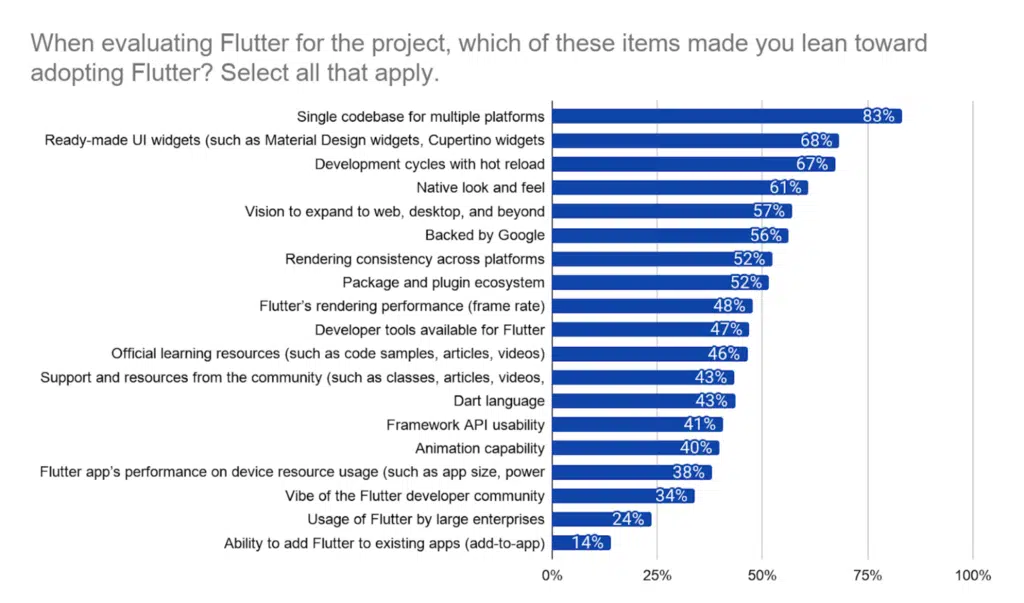 When evaluating Flutter for the project, which of these items made you lean toward
adopting Flutter? Select all that apply.
Single codebase for multiple platforms 83%
Ready-made UI widgets (such as Material Design widgets, Cupertino widgets 68%
Development cycles with hot reload 67%
Native look and feel 61%
Vision to expand to web, desktop, and beyond 57%
Backed by Google 56%
Rendering consistency across platforms 52%
Package and plugin ecosystem 52%
Flutter's rendering performance (frame rate) 48%
Developer tools available for Flutter 47%
Official learning resources (such as code samples, articles, videos) 46%
Support and resources from the community (such as classes, articles, videos, 43%
Dart language 43%
Framework API usability 41%
Animation capability 40%
Flutter app's performance on device resource usage (such as app size, power 38%
Vibe of the Flutter developer community 34%
Usage of Flutter by large enterprises 24%
Ability to add Flutter to existing apps (add-to-app) 14%
0% 25% 50% 75% 100%